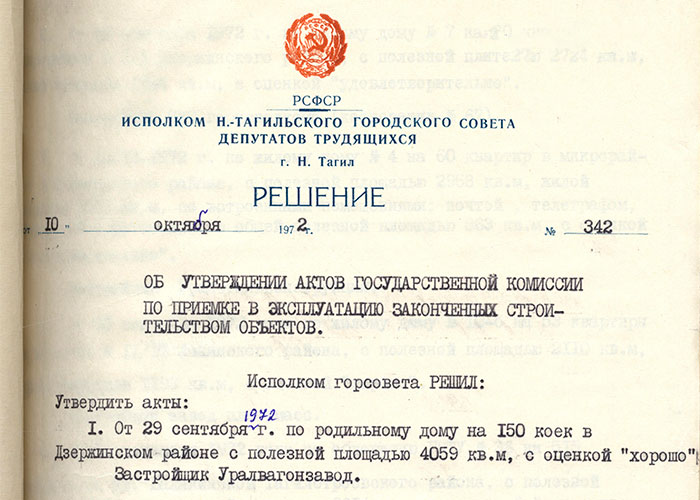 РСФСР
ИСПОЛКОМ Н.-ТАГИЛЬСКОГО ГОРОДСКОГО СОВЕТА
ДЕПУТАТОВ ТРУДЯЩИХСЯ
г. Н. Тагил
РЕШЕНИЕ
от 10 октября 1972г. № 342
ОБ УТВЕРЖДЕНИИ АКТОВ ГОСУДАРСТВЕННОЙ КОМИССИИ
ПО ПРИЕМКЕ В ЭКСПЛУАТАЦИЮ ЗАКОНЧЕННЫХ СТРОИ-
ТЕЛЬСТВОМ ОБЪЕКТОВ.
Исполком горсовета РЕШИЛ:
Утвердить акты:
1972
I. От 29 сентября г. по родильному дому на 150 коек в
Дзержинском районе с полезной площадью 4059 кв.м, с оценкой "хорошо"
Застройщик Уралвагонзавод.